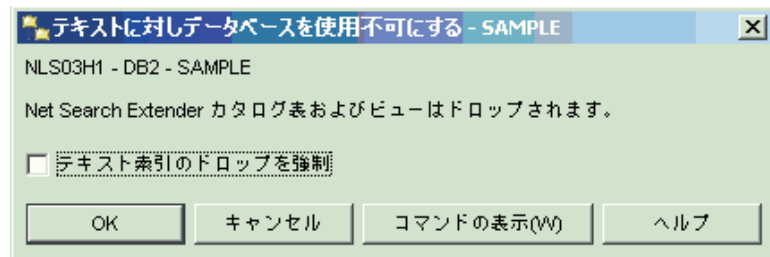 テキストに対しデータベースを使用不可にする - SAMPLE
NLS03H1 - DB2 - SAMPLE
Net Search Extender カタログ表およびビューはドロップされます。
テキスト索引のドロップを強制
OK キャンセル コマンドの表示(W) ヘルプ